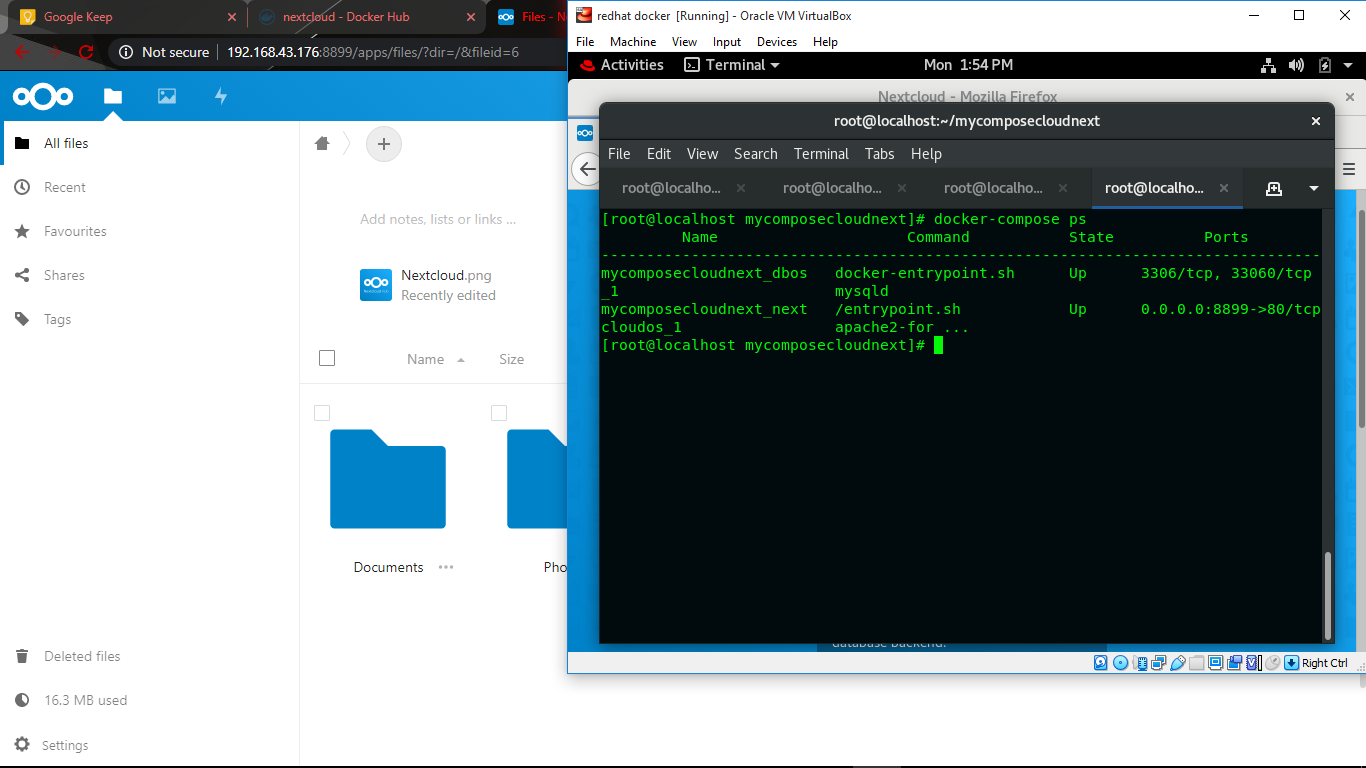 Google Keep
nextcloud - Docker Hub
Files - N
Not secure
192.168.43.176:8899/apps/files/?dir=/&fileid=6
All files
Recent
Favourites
Shares
Tags
Deleted files
16.3 MB used
Settings
Add notes, lists or links ...
Nextcloud.png
Recently edited
Name
Size
Documents
Pho
redhat docker [Running] - Oracle VM VirtualBox
File Machine View Input Devices Help
Activities Terminal Mon 1:54 PM
Nextcloud - Mozilla Firefox
root@localhost:~/mycomposecloudnext
File Edit View Search Terminal Tabs Help
root@localho... root@localho... root@localho... root@localho...
[root@localhost mycomposecloudnext]# docker-compose ps
Name Command State Ports
--------------------------------------------------------------------------------
mycomposecloudnext_dbos docker-entrypoint.sh Up 3306/tcp, 33060/tcp
_1 mysqld
mycomposecloudnext_next /entrypoint.sh Up 0.0.0.0:8899->80/tcp
cloudos_1 apache2-for ...
[root@localhost mycomposecloudnext]#
database backend.
Right Ctrl